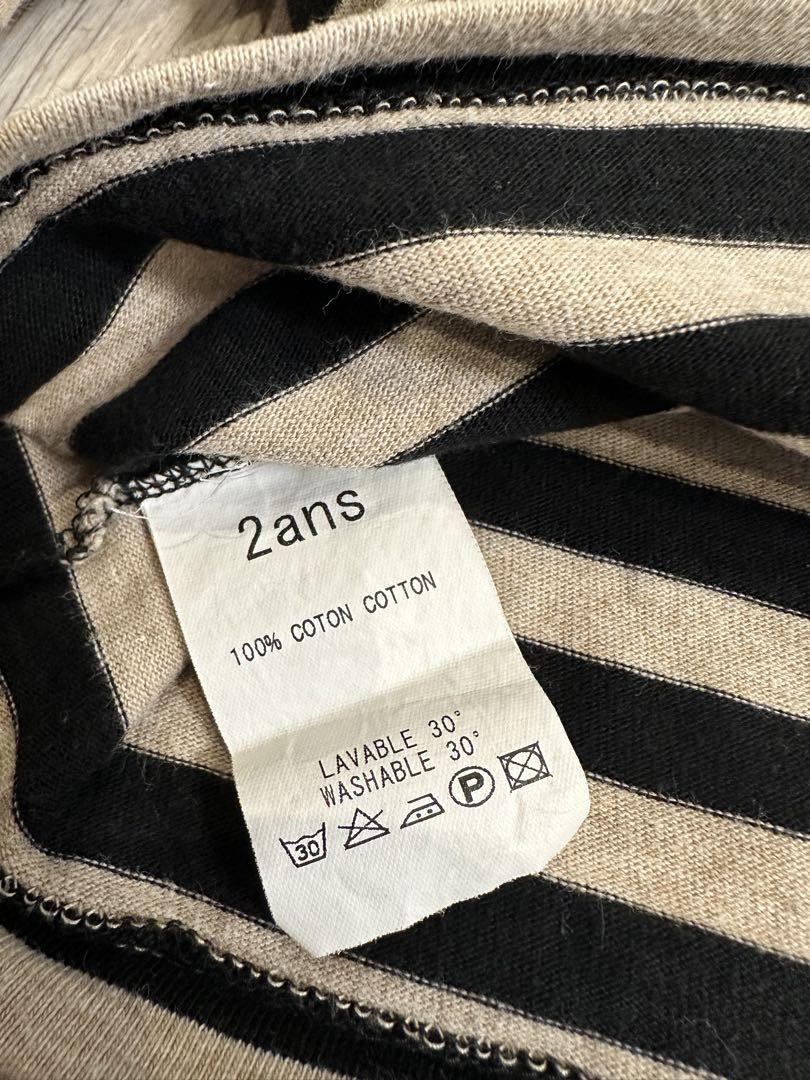 2ans
100% COTON COTTON
LAVABLE 30°
WASHABLE 30°
30 P